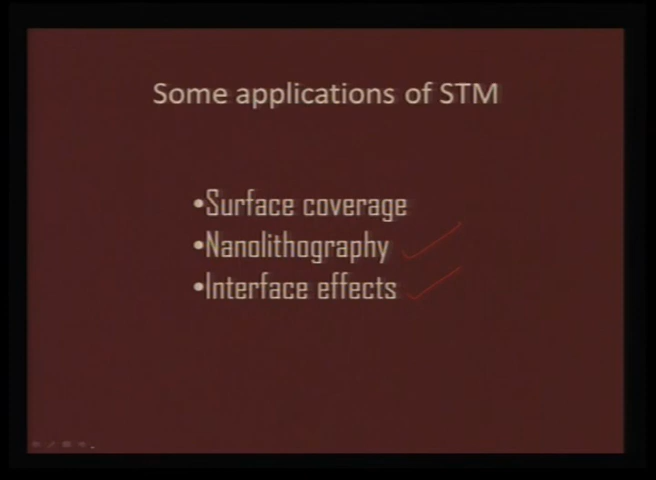 Some applications of STM
•Surface coverage
•Nanolithography
•Interface effects